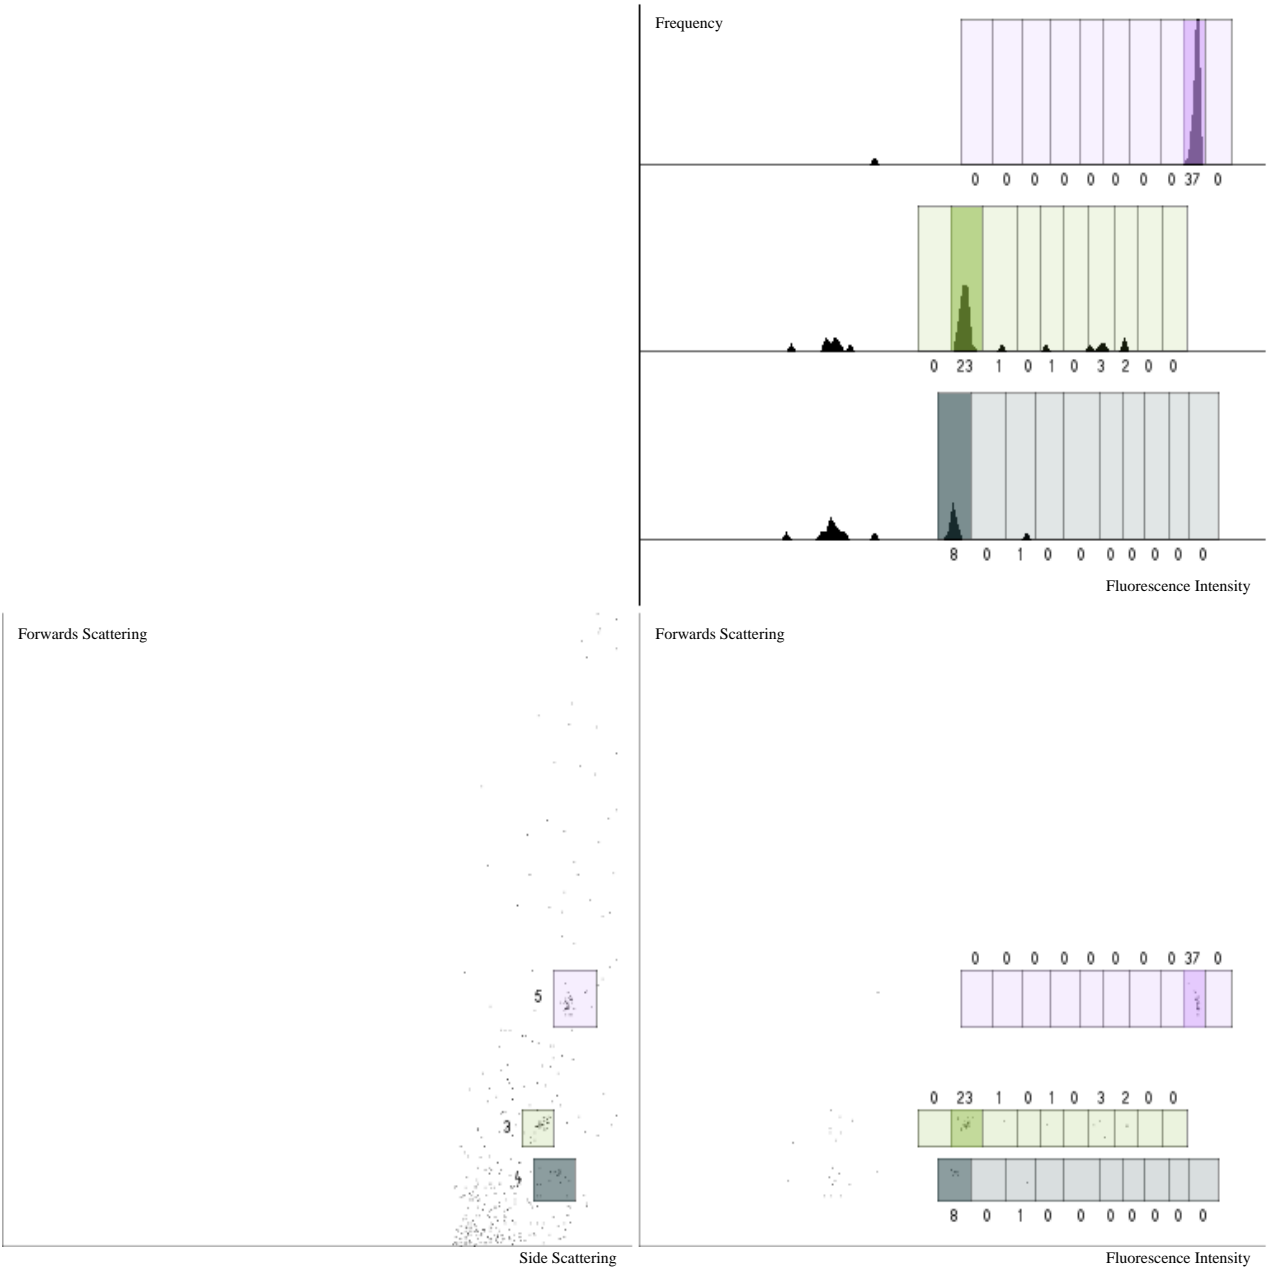 Frequency
0 0 0 0 0 0 0 0 37 0
0 23 1 0 1 0 3 2 0 0
8 0 1 0 0 0 0 0 0 0
Fluorescence Intensity
Forwards Scattering
5
3
4
Side Scattering
Forwards Scattering
0 0 0 0 0 0 0 0 37 0
0 23 1 0 1 0 3 2 0 0
8 0 1 0 0 0 0 0 0 0
Fluorescence Intensity